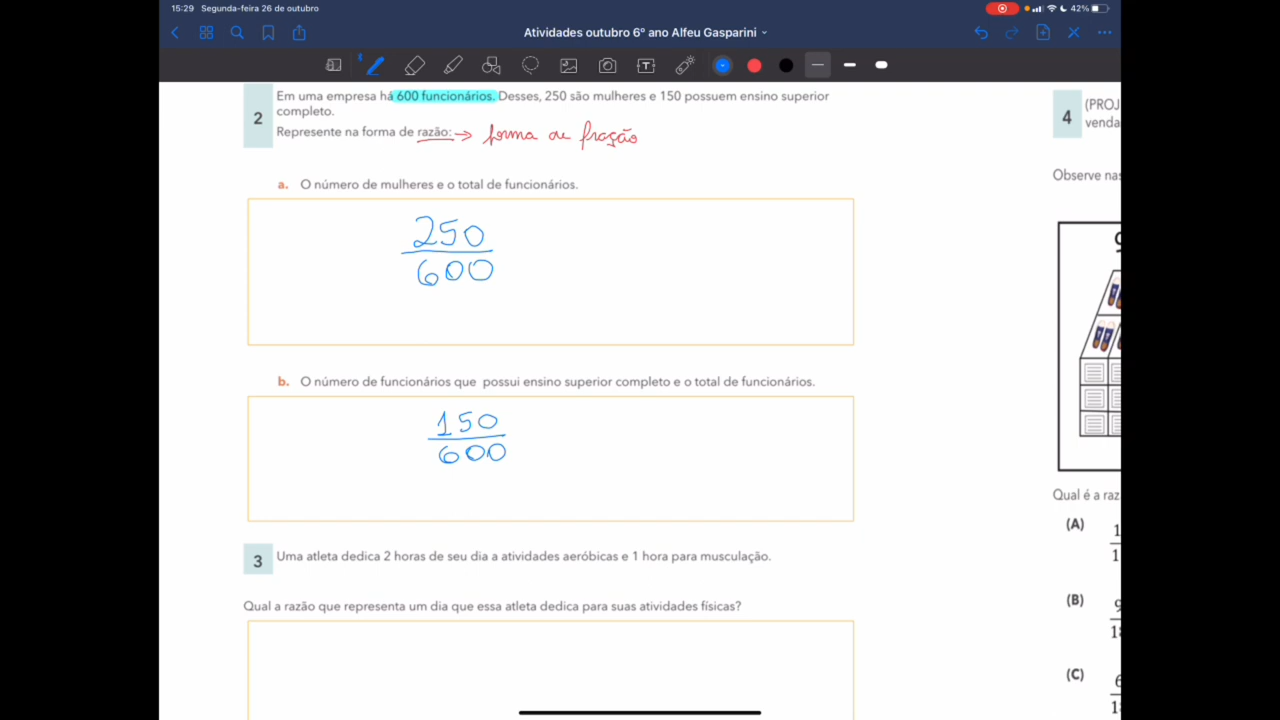 15:29 Segunda-feira 26 de outubro
42%
Atividades outubro 6º ano Alfeu Gasparini
2
Em uma empresa há 600 funcionários. Desses, 250 são mulheres e 150 possuem ensino superior
completo.
Represente na forma de razão: → forma de fração
a. O número de mulheres e o total de funcionários.
250
600
b. O número de funcionários que possui ensino superior completo e o total de funcionários.
150
600
3
Uma atleta dedica 2 horas de seu dia a atividades aeróbicas e 1 hora para musculação.
Qual a razão que representa um dia que essa atleta dedica para suas atividades físicas?
4
(PROJ
venda
Observe nas
Qual é a raz
(A)
(B)
(C)